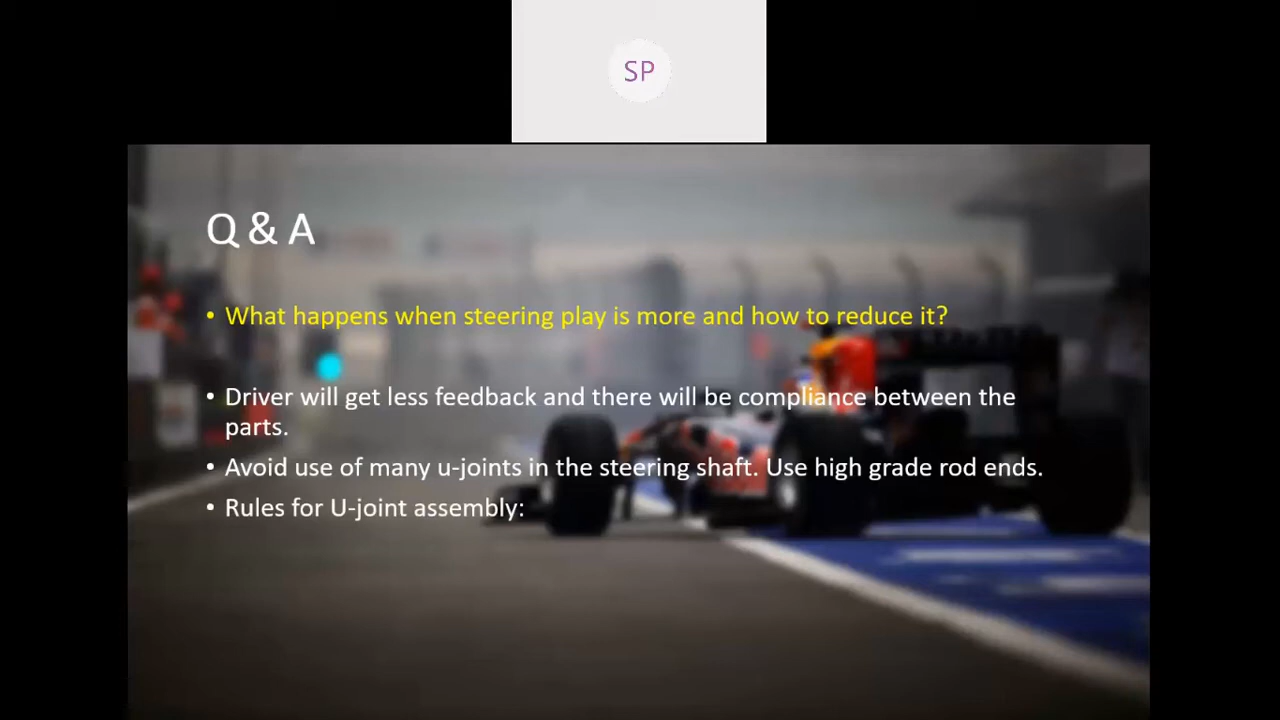 SP
Q & A
• What happens when steering play is more and how to reduce it?
• Driver will get less feedback and there will be compliance between the
parts.
• Avoid use of many u-joints in the steering shaft. Use high grade rod ends.
• Rules for U-joint assembly: